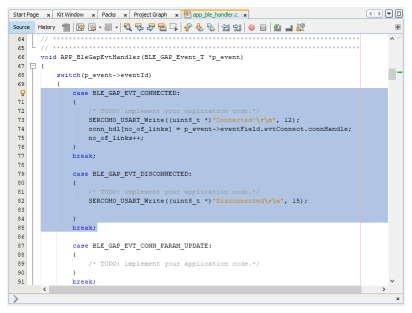 Start Page x Kit Window x Packs x Project Graph x app_ble_handler.c x
Source History
64 // *****************************************************************************
65 // *****************************************************************************
66 void APP_BleGapEvtHandler(BLE_GAP_Event_T *p_event)
67 {
68 switch(p_event->eventId)
69 {
case BLE_GAP_EVT_CONNECTED:
71 {
72 /* TODO: implement your application code.*/
73 SERCOM0_USART_Write((uint8_t *)"Connected!\r\n", 12);
74 conn_hdl[no_of_links] = p_event->eventField.evtConnect.connHandle;
75 no_of_links++;
76 }
77 break;
78
79 case BLE_GAP_EVT_DISCONNECTED:
80 {
81 /* TODO: implement your application code.*/
82 SERCOM0_USART_Write((uint8_t *)"Disconnected\r\n", 15);
83
84 }
85 break;
86
87 case BLE_GAP_EVT_CONN_PARAM_UPDATE:
88 {
89 /* TODO: implement your application code.*/
90 }
91 break;